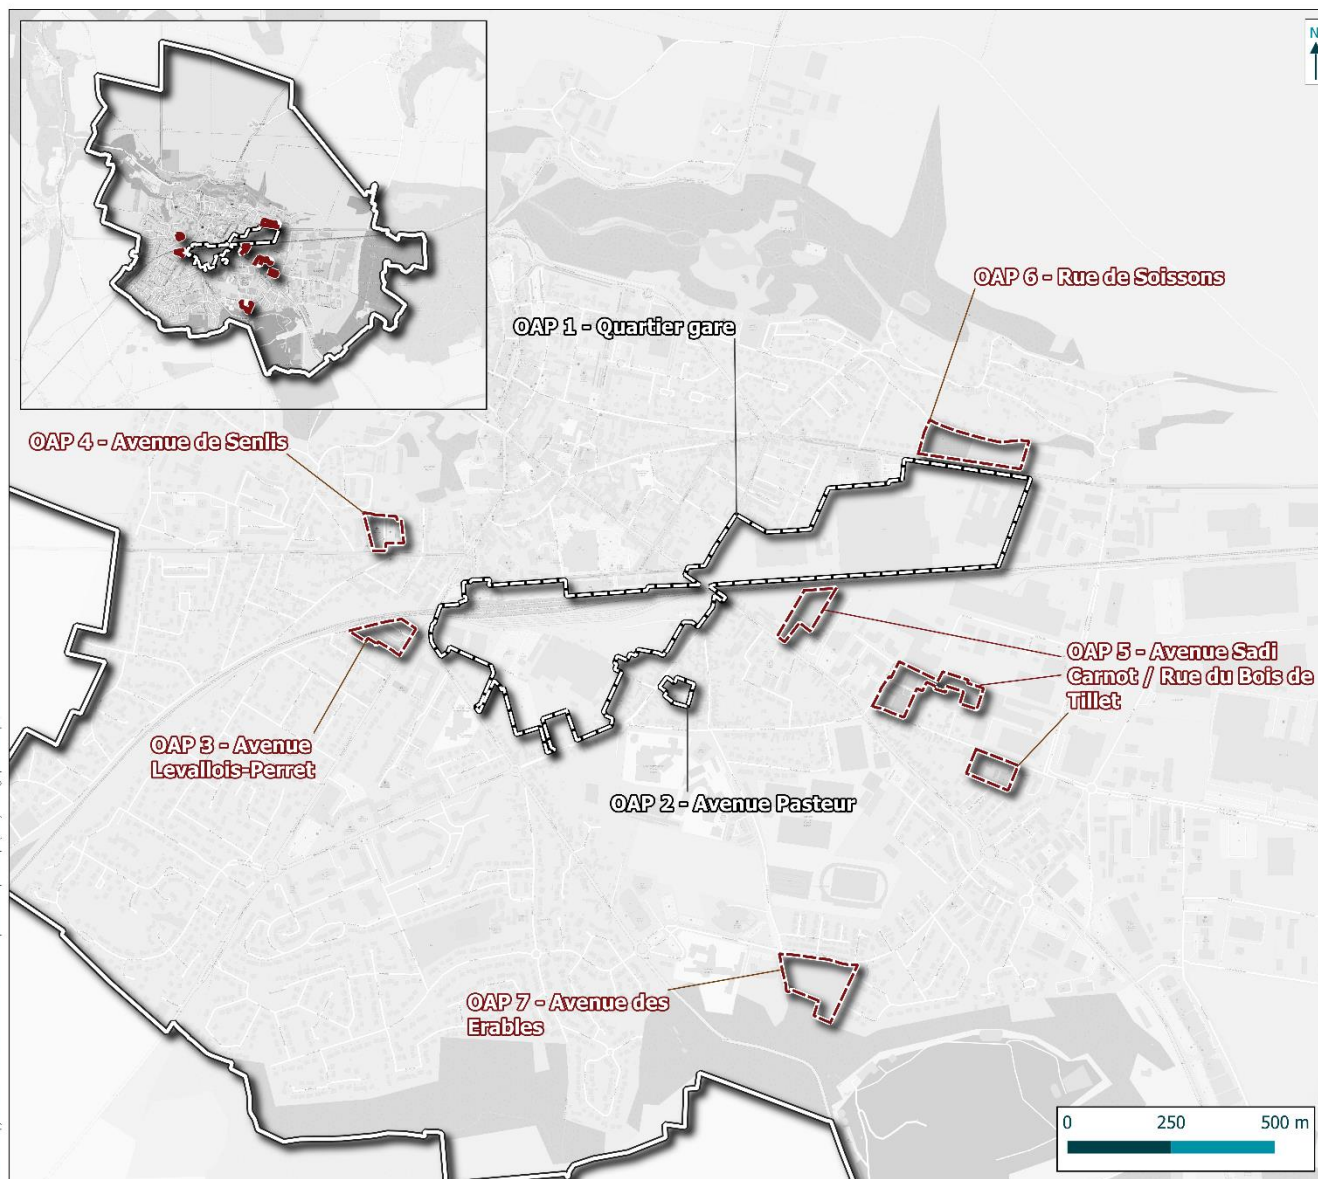 N
OAP 6 - Rue de Soissons
OAP 1 - Quartier gare
OAP 4 - Avenue de Senlis
OAP 5 - Avenue Sadi
Carnot / Rue du Bois de
Tillet
OAP 3 - Avenue
Levallois-Perret
OAP 2 - Avenue Pasteur
OAP 7 - Avenue des
Erables
0 250 500 m